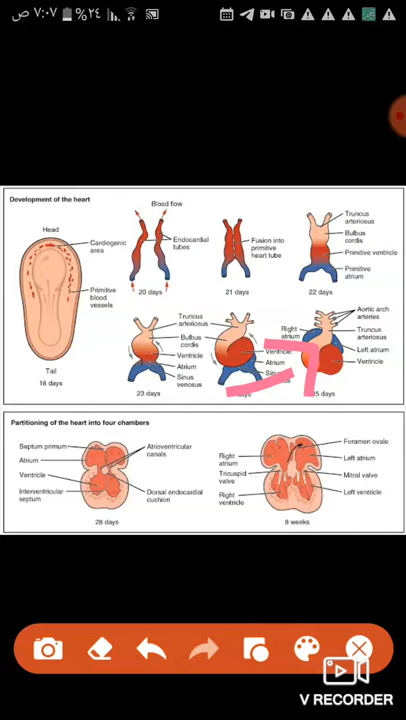 ٧:٠٧ ص ٢٤%
Development of the heart
Blood flow
Head
Cardiogenic area
Primitive blood vessels
Tail
18 days
Endocardial tubes
20 days
Fusion into primitive heart tube
21 days
Truncus arteriosus
Bulbus cordis
Primitive ventricle
Primitive atrium
22 days
Truncus arteriosus
Bulbus cordis
Ventricle
Atrium
Sinus venosus
23 days
Ventricle
Atrium
Aortic arch arteries
Right atrium
Truncus arteriosus
Left atrium
Ventricle
days
Partitioning of the heart into four chambers
Septum primum
Atrium
Ventricle
Interventricular septum
Atrioventricular canals
Dorsal endocardial cushion
28 days
Right atrium
Tricuspid valve
Right ventricle
Foramen ovale
Left atrium
Mitral valve
Left ventricle
8 weeks
V RECORDER